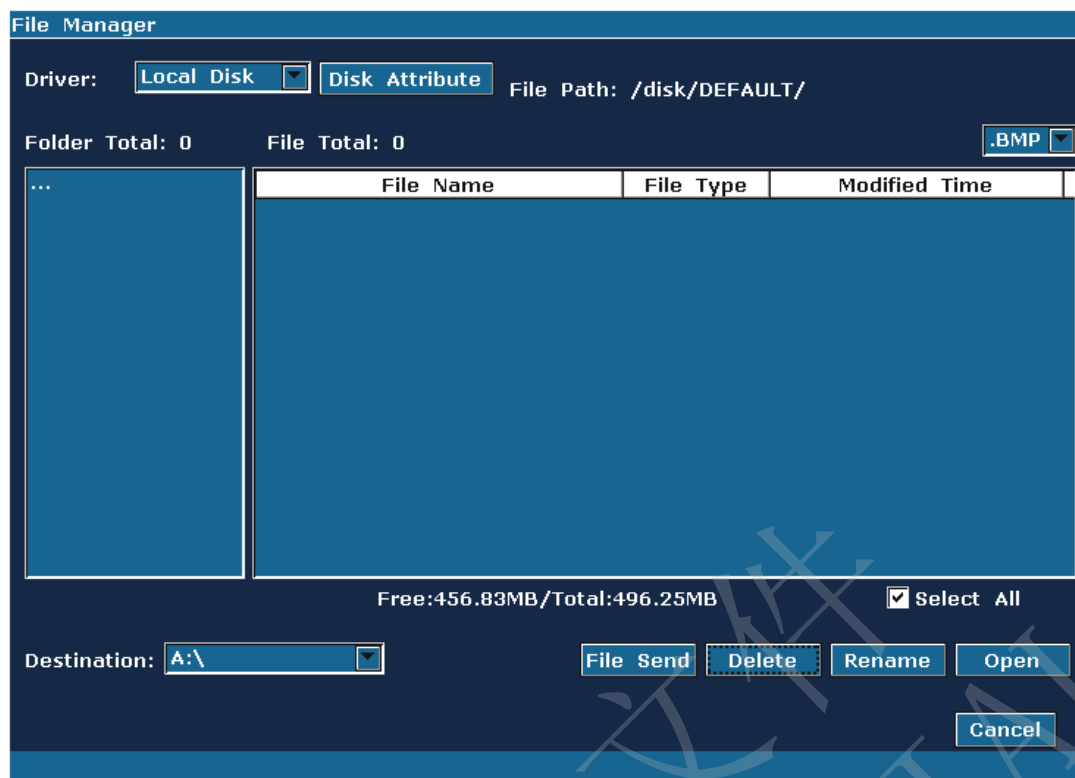 File Manager
Driver: Local Disk Disk Attribute File Path: /disk/DEFAULT/
Folder Total: 0 File Total: 0 .BMP
... File Name File Type Modified Time
Free:456.83MB/Total:496.25MB Select All
Destination: A:\ File Send Delete Rename Open
Cancel
文件